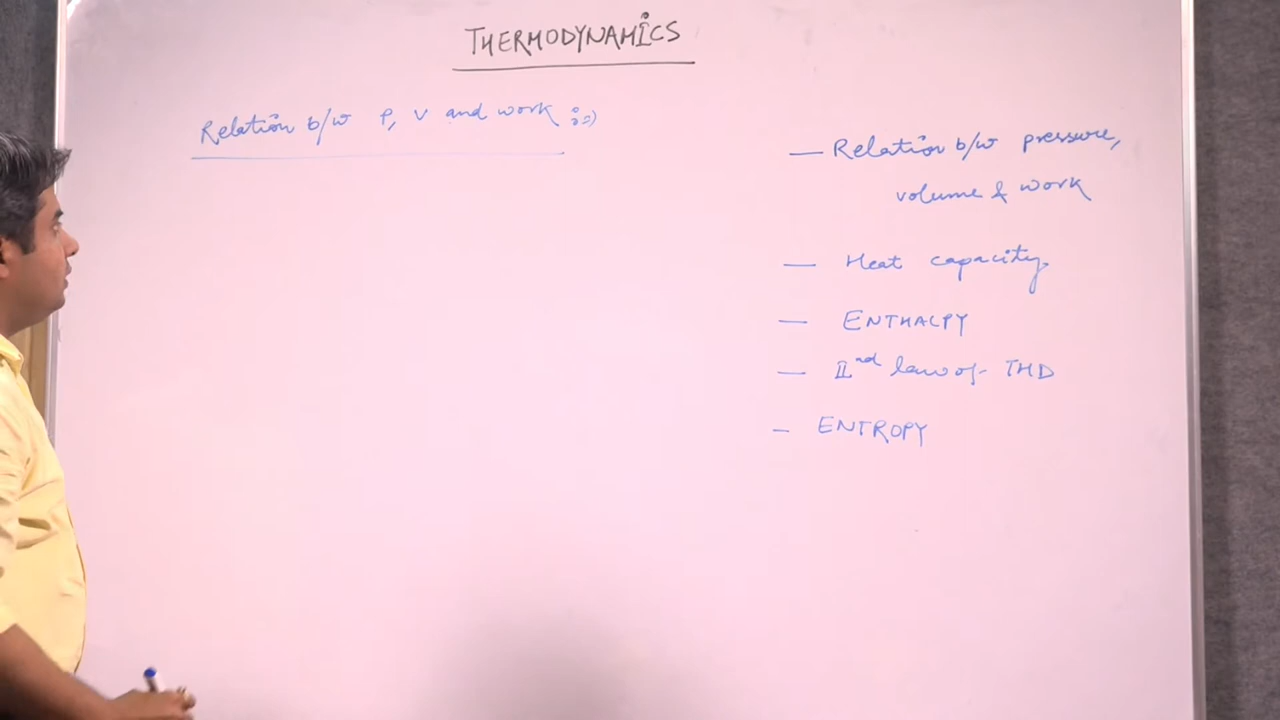 THERMODYNAMICS
Relation b/w P, V and work :⇒
— Relation b/w pressure,
volume & work
— Heat capacity
— ENTHALPY
— IInd law of THD
— ENTROPY